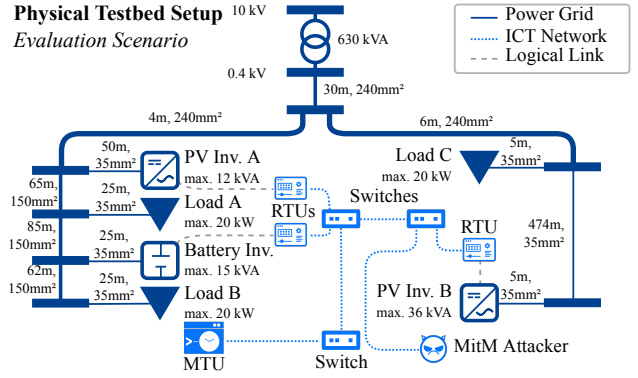 Physical Testbed Setup
Evaluation Scenario
10 kV
630 kVA
0.4 kV
30m, 240mm²
Power Grid
ICT Network
Logical Link
4m, 240mm²
6m, 240mm²
50m,
35mm²
PV Inv. A
max. 12 kVA
65m,
150mm²
25m,
35mm²
Load A
max. 20 kW
85m,
150mm²
25m,
35mm²
Battery Inv.
max. 15 kVA
62m,
150mm²
25m,
35mm²
Load B
max. 20 kW
RTUs
Switches
MTU
Switch
Load C
max. 20 kW
5m,
35mm²
RTU
474m,
35mm²
PV Inv. B
max. 36 kVA
5m,
35mm²
MitM Attacker